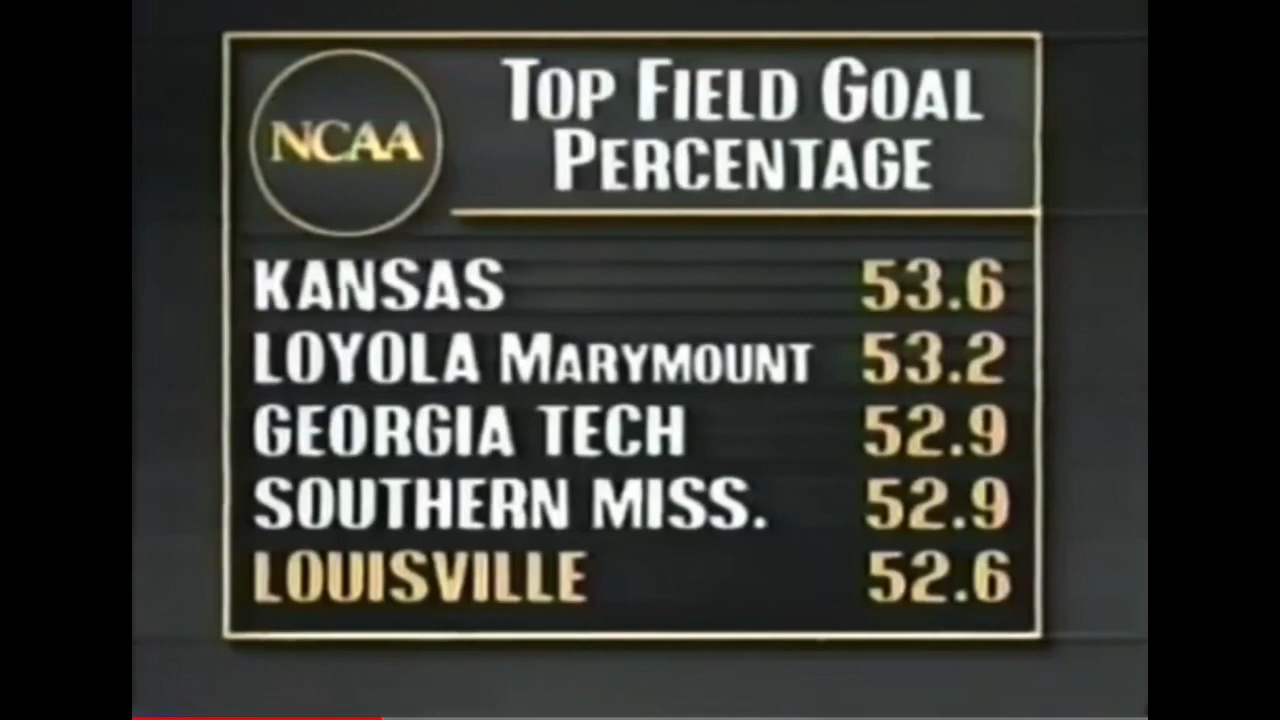 NCAA
TOP FIELD GOAL
PERCENTAGE
KANSAS 53.6
LOYOLA MARYMOUNT 53.2
GEORGIA TECH 52.9
SOUTHERN MISS. 52.9
LOUISVILLE 52.6